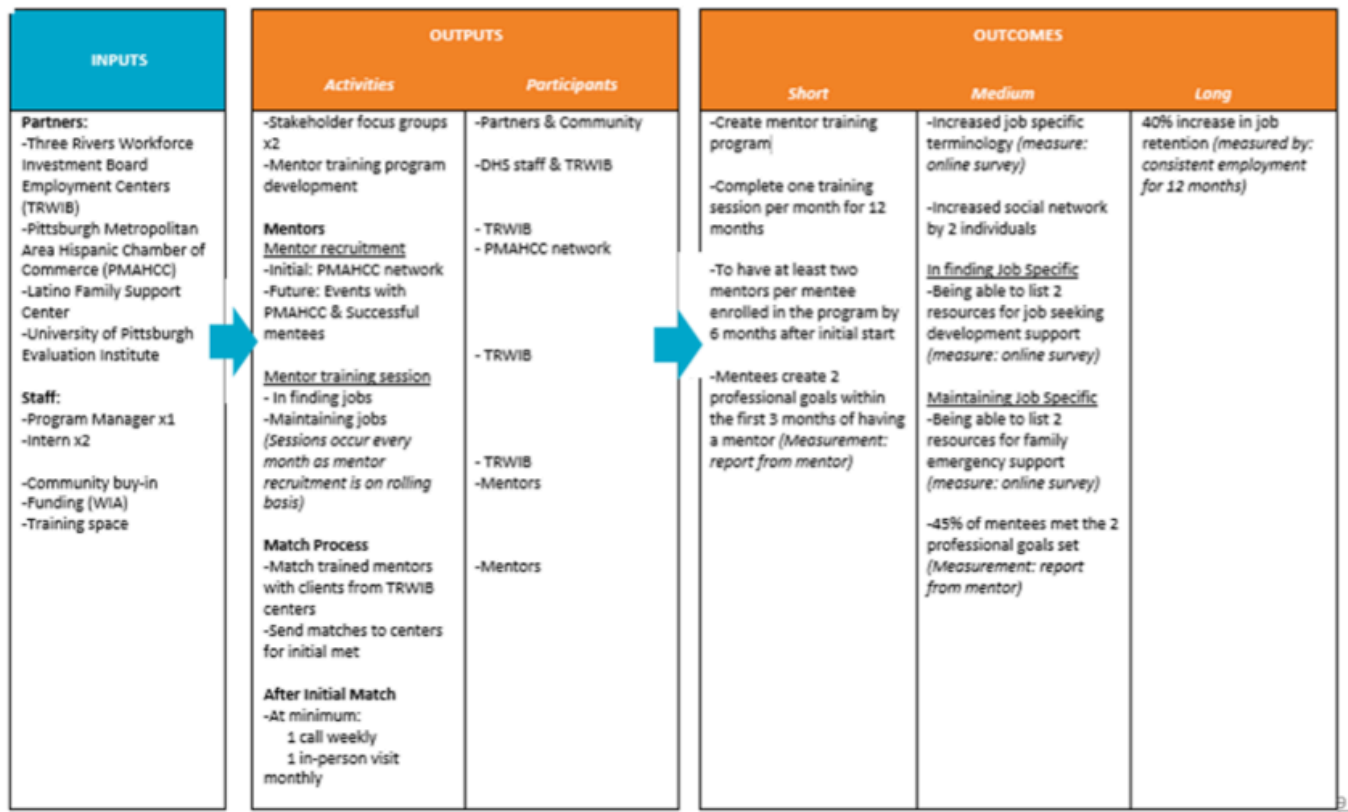 INPUTS
Partners:
-Three Rivers Workforce
Investment Board
Employment Centers
(TRWIB)
-Pittsburgh Metropolitan
Area Hispanic Chamber of
Commerce (PMAHCC)
-Latino Family Support
Center
-University of Pittsburgh
Evaluation Institute
Staff:
-Program Manager x1
-Intern x2
-Community buy-in
-Funding (WIA)
-Training space
OUTPUTS
Activities
-Stakeholder focus groups
x2
-Mentor training program
development
Mentors
Mentor recruitment
-Initial: PMAHCC network
-Future: Events with
PMAHCC & Successful
mentees
Mentor training session
- In finding jobs
-Maintaining jobs
(Sessions occur every
month as mentor
recruitment is on rolling
basis)
Match Process
-Match trained mentors
with clients from TRWIB
centers
-Send matches to centers
for initial met
After Initial Match
-At minimum:
1 call weekly
1 in-person visit
monthly
Participants
-Partners & Community
-DHS staff & TRWIB
- TRWIB
- PMAHCC network
- TRWIB
- TRWIB
-Mentors
-Mentors
OUTCOMES
Short
-Create mentor training
program
-Complete one training
session per month for 12
months
-To have at least two
mentors per mentee
enrolled in the program by
6 months after initial start
-Mentees create 2
professional goals within
the first 3 months of having
a mentor (Measurement:
report from mentor)
Medium
-Increased job specific
terminology (measure:
online survey)
-Increased social network
by 2 individuals
In finding Job Specific
-Being able to list 2
resources for job seeking
development support
(measure: online survey)
Maintaining Job Specific
-Being able to list 2
resources for family
emergency support
(measure: online survey)
-45% of mentees met the 2
professional goals set
(Measurement: report
from mentor)
Long
40% increase in job
retention (measured by:
consistent employment
for 12 months)